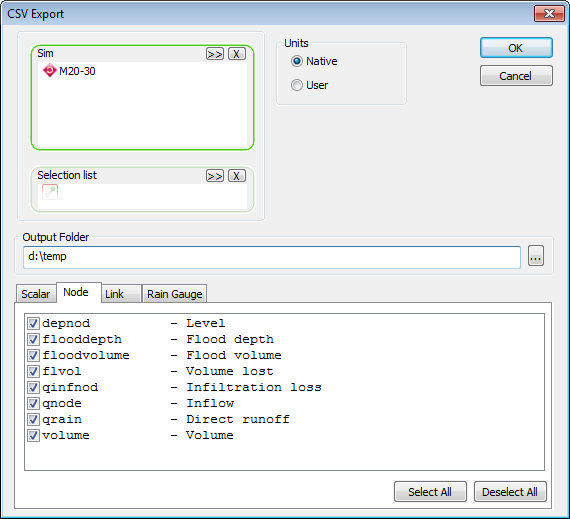 CSV Export
Sim
>>
X
M20-30
Units
Native
User
OK
Cancel
Selection list
>>
X
Output Folder
d:\temp
...
Scalar Node Link Rain Gauge
depnod - Level
flooddepth - Flood depth
floodvolume - Flood volume
flvol - Volume lost
qinfnod - Infiltration loss
qnode - Inflow
qrain - Direct runoff
volume - Volume
Select All Deselect All